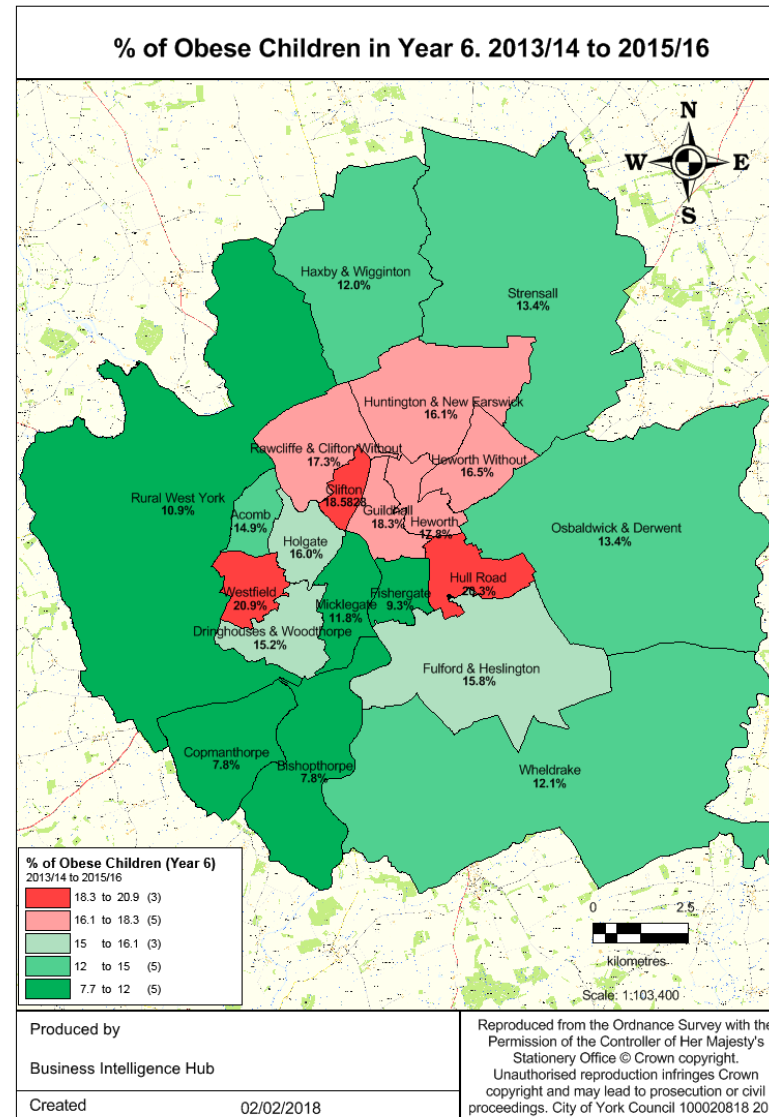 % of Obese Children in Year 6. 2013/14 to 2015/16
N
W E
S
Haxby & Wigginton
12.0%
Strensall
13.4%
Huntington & New Earswick
16.1%
Rawcliffe & Clifton Without
17.3%
Heworth Without
16.5%
Clifton
18.5823
Guildhall
18.3%
Heworth
17.8%
Rural West York
10.9%
Acomb
14.9%
Holgate
16.0%
Osbaldwick & Derwent
13.4%
Hull Road
20.3%
Westfield
20.9%
Micklegate
11.8%
Fishergate
9.3%
Dringhouses & Woodthorpe
15.2%
Fulford & Heslington
15.8%
Copmanthorpe
7.8%
Bishopthorpe
7.8%
Wheldrake
12.1%
% of Obese Children (Year 6)
2013/14 to 2015/16
18.3 to 20.9 (3)
16.1 to 18.3 (5)
15 to 16.1 (3)
12 to 15 (5)
7.7 to 12 (5)
0 2.5
kilometres
Scale: 1:103,400
Produced by
Business Intelligence Hub
Created 02/02/2018
Reproduced from the Ordnance Survey with the
Permission of the Controller of Her Majesty's
Stationery Office © Crown copyright.
Unauthorised reproduction infringes Crown
copyright and may lead to prosecution or civil
proceedings. City of York Council 100020818 20